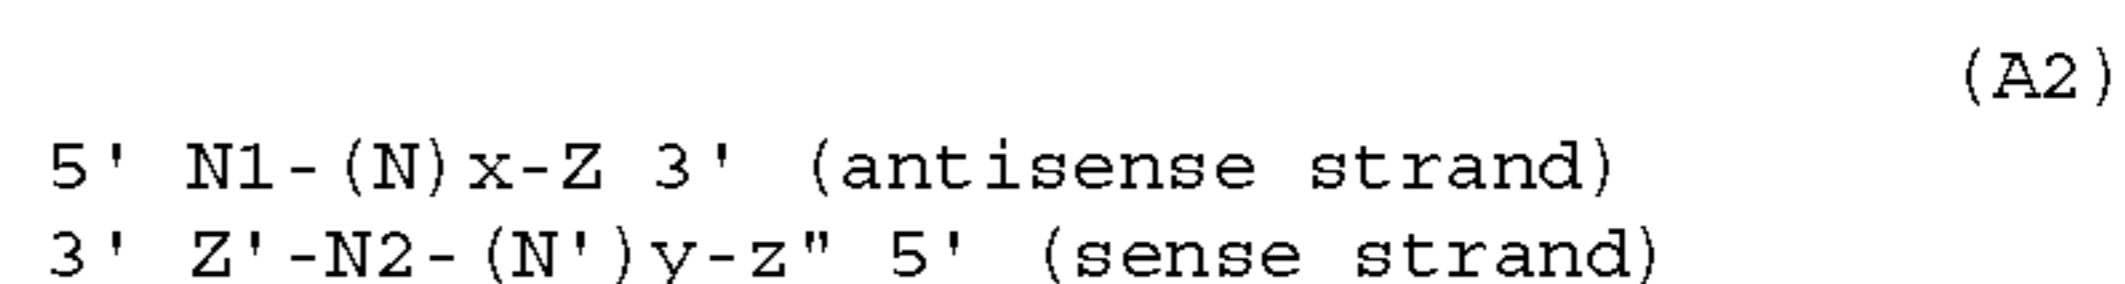 (A2)
5' N1-(N)x-Z 3' (antisense strand)
3' Z'-N2-(N')y-z" 5' (sense strand)